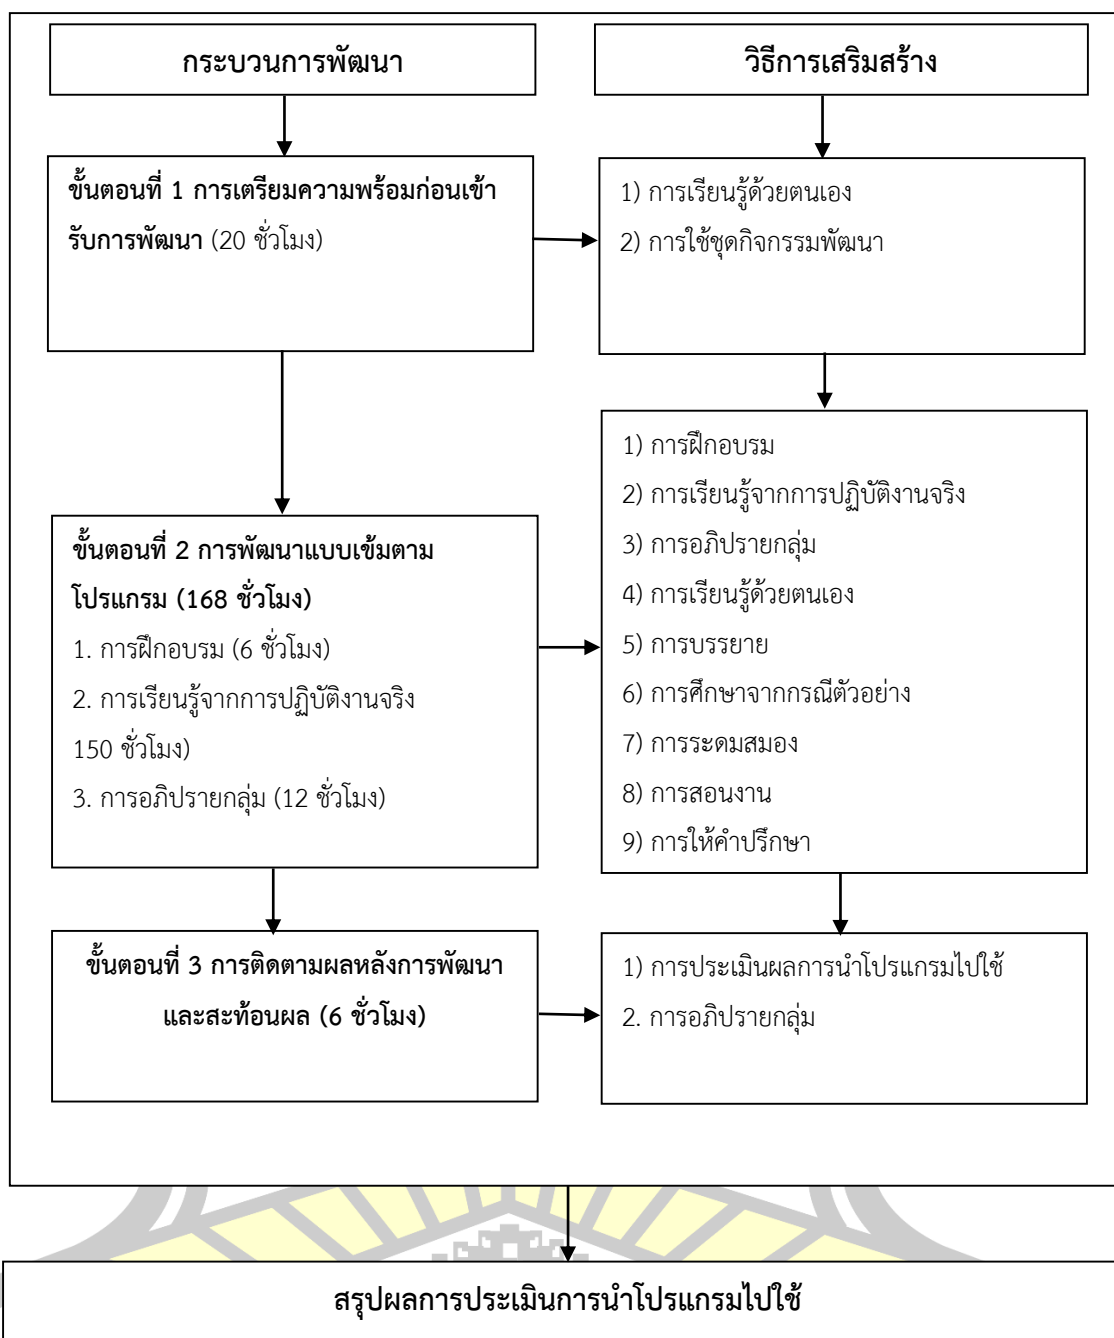 กระบวนการพัฒนา
วิธีการเสริมสร้าง
ขั้นตอนที่ 1 การเตรียมความพร้อมก่อนเข้า
รับการพัฒนา (20 ชั่วโมง)
1) การเรียนรู้ด้วยตนเอง
2) การใช้ชุดกิจกรรมพัฒนา
ขั้นตอนที่ 2 การพัฒนาแบบเข้มตาม
โปรแกรม (168 ชั่วโมง)
1. การฝึกอบรม (6 ชั่วโมง)
2. การเรียนรู้จากการปฏิบัติงานจริง
150 ชั่วโมง)
3. การอภิปรายกลุ่ม (12 ชั่วโมง)
1) การฝึกอบรม
2) การเรียนรู้จากการปฏิบัติงานจริง
3) การอภิปรายกลุ่ม
4) การเรียนรู้ด้วยตนเอง
5) การบรรยาย
6) การศึกษาจากกรณีตัวอย่าง
7) การระดมสมอง
8) การสอนงาน
9) การให้คำปรึกษา
ขั้นตอนที่ 3 การติดตามผลหลังการพัฒนา
และสะท้อนผล (6 ชั่วโมง)
1) การประเมินผลการนำโปรแกรมไปใช้
2. การอภิปรายกลุ่ม
สรุปผลการประเมินการนำโปรแกรมไปใช้